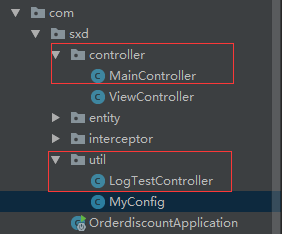 com
sxd
controller
MainController
ViewController
entity
interceptor
util
LogTestController
MyConfig
OrderdiscountApplication